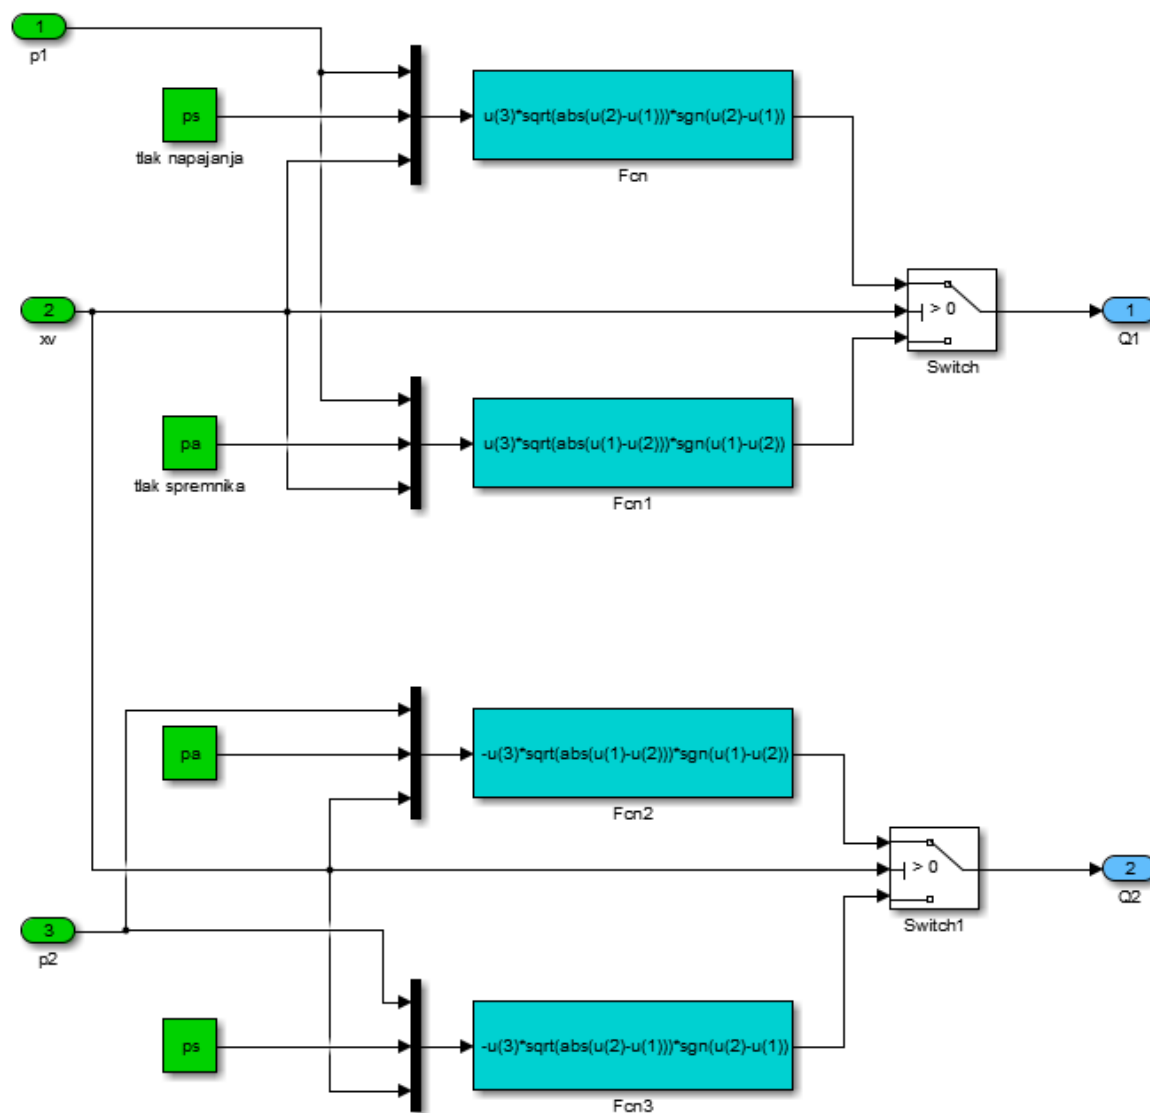 1
p1
ps
tlak napajanja
u(3)*sqrt(abs(u(2)-u(1)))*sgn(u(2)-u(1))
Fcn
2
xv
> 0
Switch
1
Q1
pa
tlak spremnika
u(3)*sqrt(abs(u(1)-u(2)))*sgn(u(1)-u(2))
Fcn1
pa
-u(3)*sqrt(abs(u(1)-u(2)))*sgn(u(1)-u(2))
Fcn2
> 0
Switch1
2
Q2
3
p2
ps
-u(3)*sqrt(abs(u(2)-u(1)))*sgn(u(2)-u(1))
Fcn3